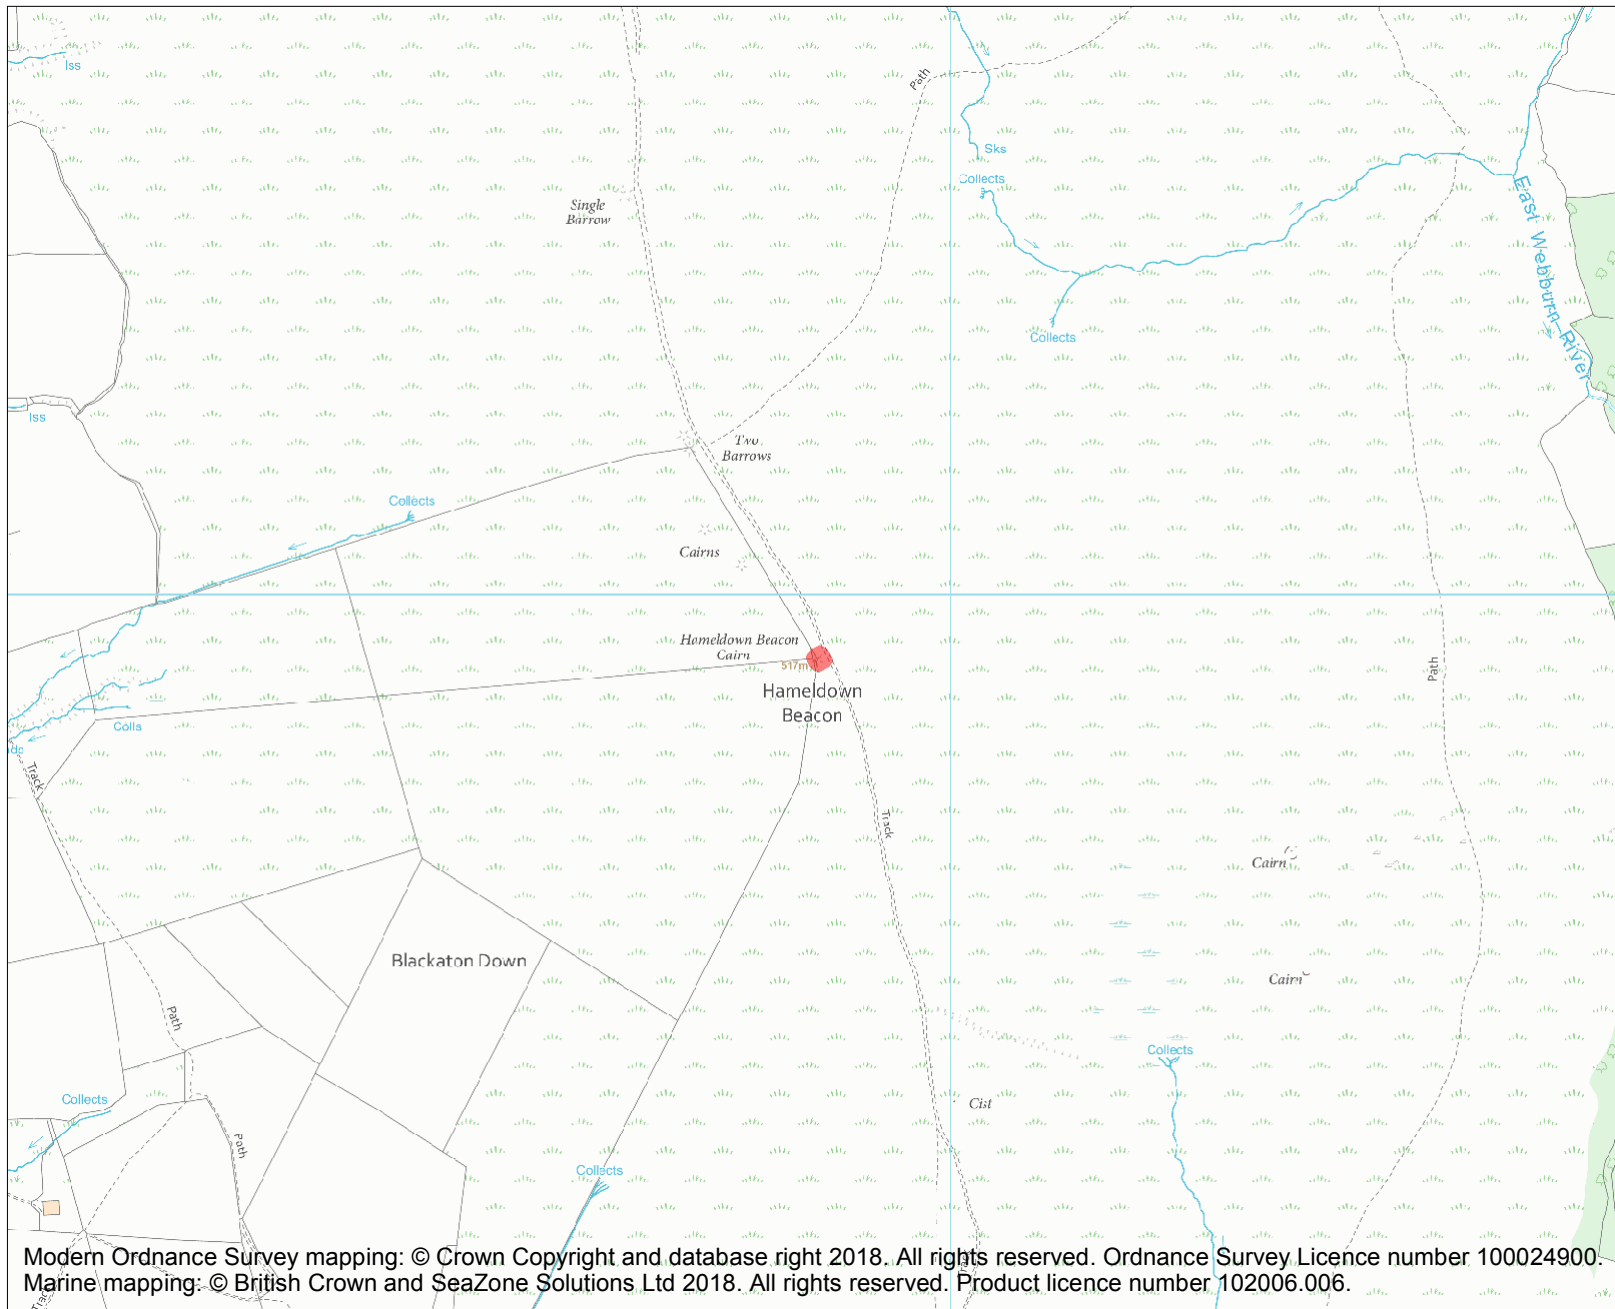 Iss
Path
Sks
Collects
Single
Barrow
East Webburn River
Collects
Iss
Two
Barrows
Collects
Cairns
Hameldown Beacon
Cairn
517m
Path
Hameldown
Beacon
Colls
Track
Track
Cairn
Blackaton Down
Cairn
Path
Collects
Collects
Cist
Path
Collects
Track
Modern Ordnance Survey mapping: © Crown Copyright and database right 2018. All rights reserved. Ordnance Survey Licence number 100024900.
Marine mapping: © British Crown and SeaZone Solutions Ltd 2018. All rights reserved. Product licence number 102006.006.
Track